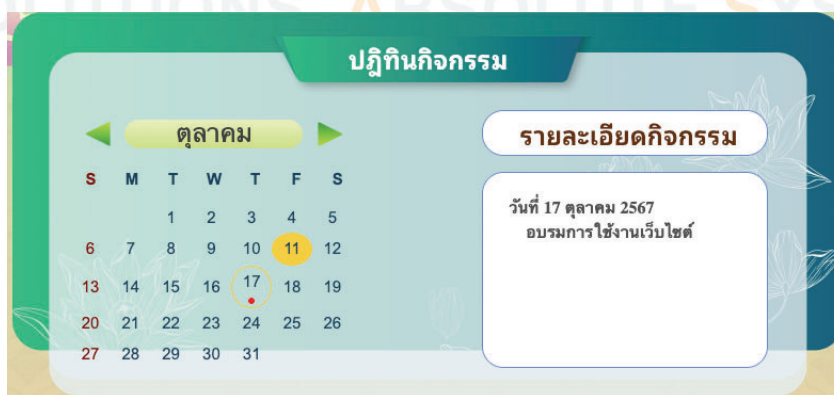 SOLUTIONS ABSOLUTE SYS
ปฎิทินกิจกรรม
ตุลาคม
S M T W T F S
1 2 3 4 5
6 7 8 9 10 11 12
13 14 15 16 17 18 19
20 21 22 23 24 25 26
27 28 29 30 31
รายละเอียดกิจกรรม
วันที่ 17 ตุลาคม 2567
อบรมการใช้งานเว็บไซต์